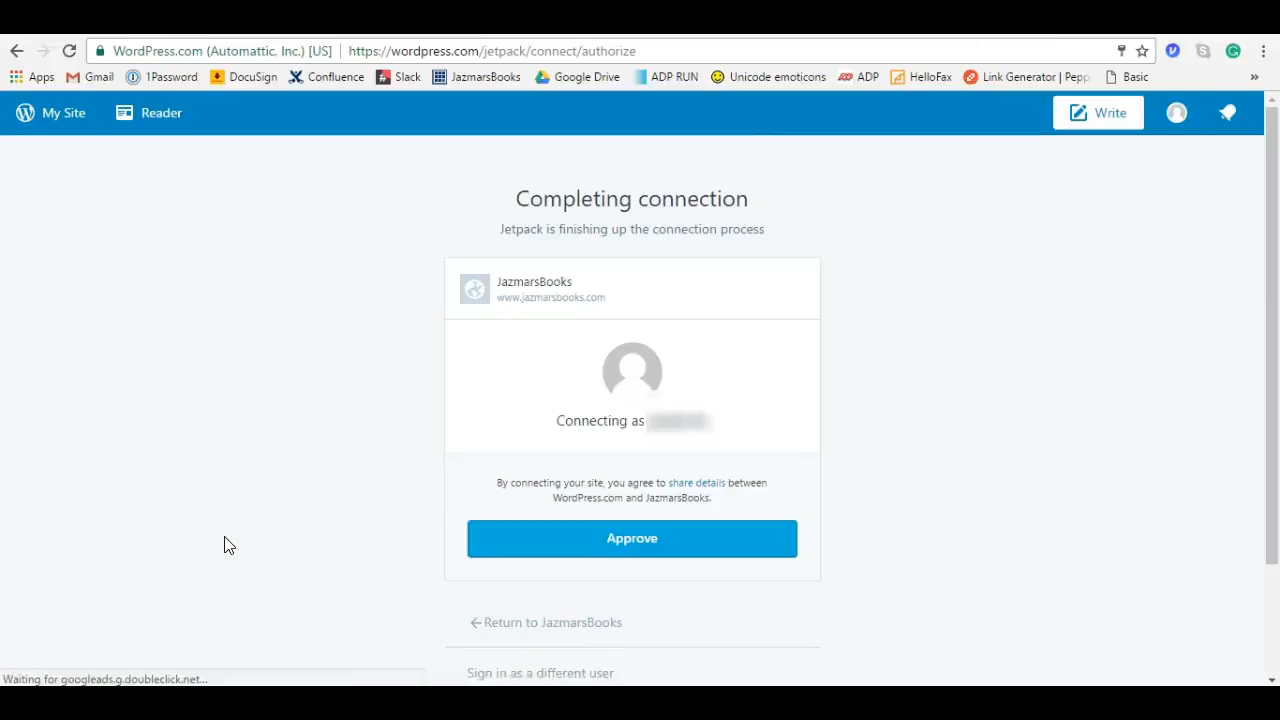 WordPress.com (Automattic, Inc.) [US] https://wordpress.com/jetpack/connect/authorize
Apps Gmail 1Password DocuSign Confluence Slack JazmarsBooks Google Drive ADP RUN Unicode emoticons ADP HelloFax Link Generator | Pepp Basic »
My Site Reader Write
Completing connection
Jetpack is finishing up the connection process
JazmarsBooks
www.jazmarsbooks.com
Connecting as
By connecting your site, you agree to share details between
WordPress.com and JazmarsBooks.
Approve
Return to JazmarsBooks
Sign in as a different user
Waiting for googleads.g.doubleclick.net...